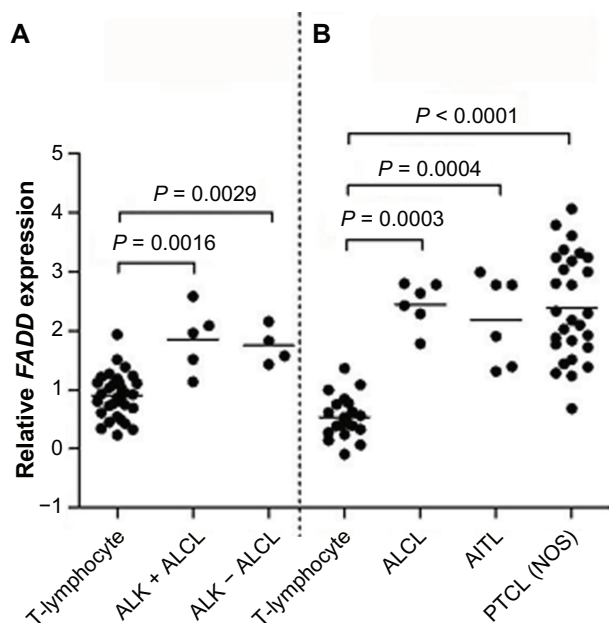 A
B
P < 0.0001
P = 0.0004
P = 0.0029
P = 0.0003
P = 0.0016
Relative FADD expression
5
4
3
2
1
0
−1
T-lymphocyte
ALK + ALCL
ALK − ALCL
T-lymphocyte
ALCL
AITL
PTCL (NOS)